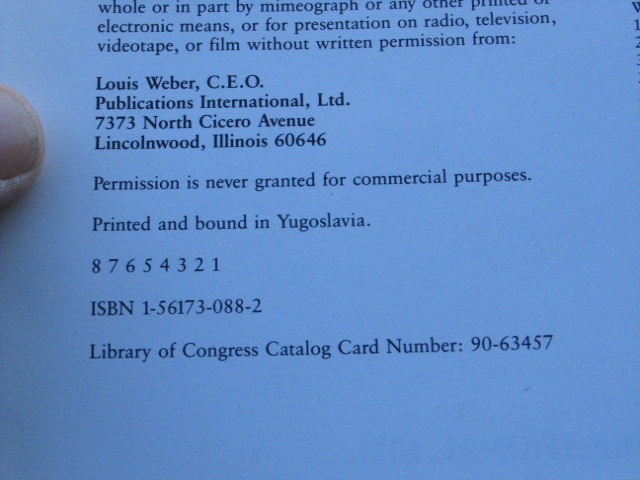 whole or in part by mimeograph or any other printed or
electronic means, or for presentation on radio, television,
videotape, or film without written permission from:
Louis Weber, C.E.O.
Publications International, Ltd.
7373 North Cicero Avenue
Lincolnwood, Illinois 60646
Permission is never granted for commercial purposes.
Printed and bound in Yugoslavia.
8 7 6 5 4 3 2 1
ISBN 1-56173-088-2
Library of Congress Catalog Card Number: 90-63457